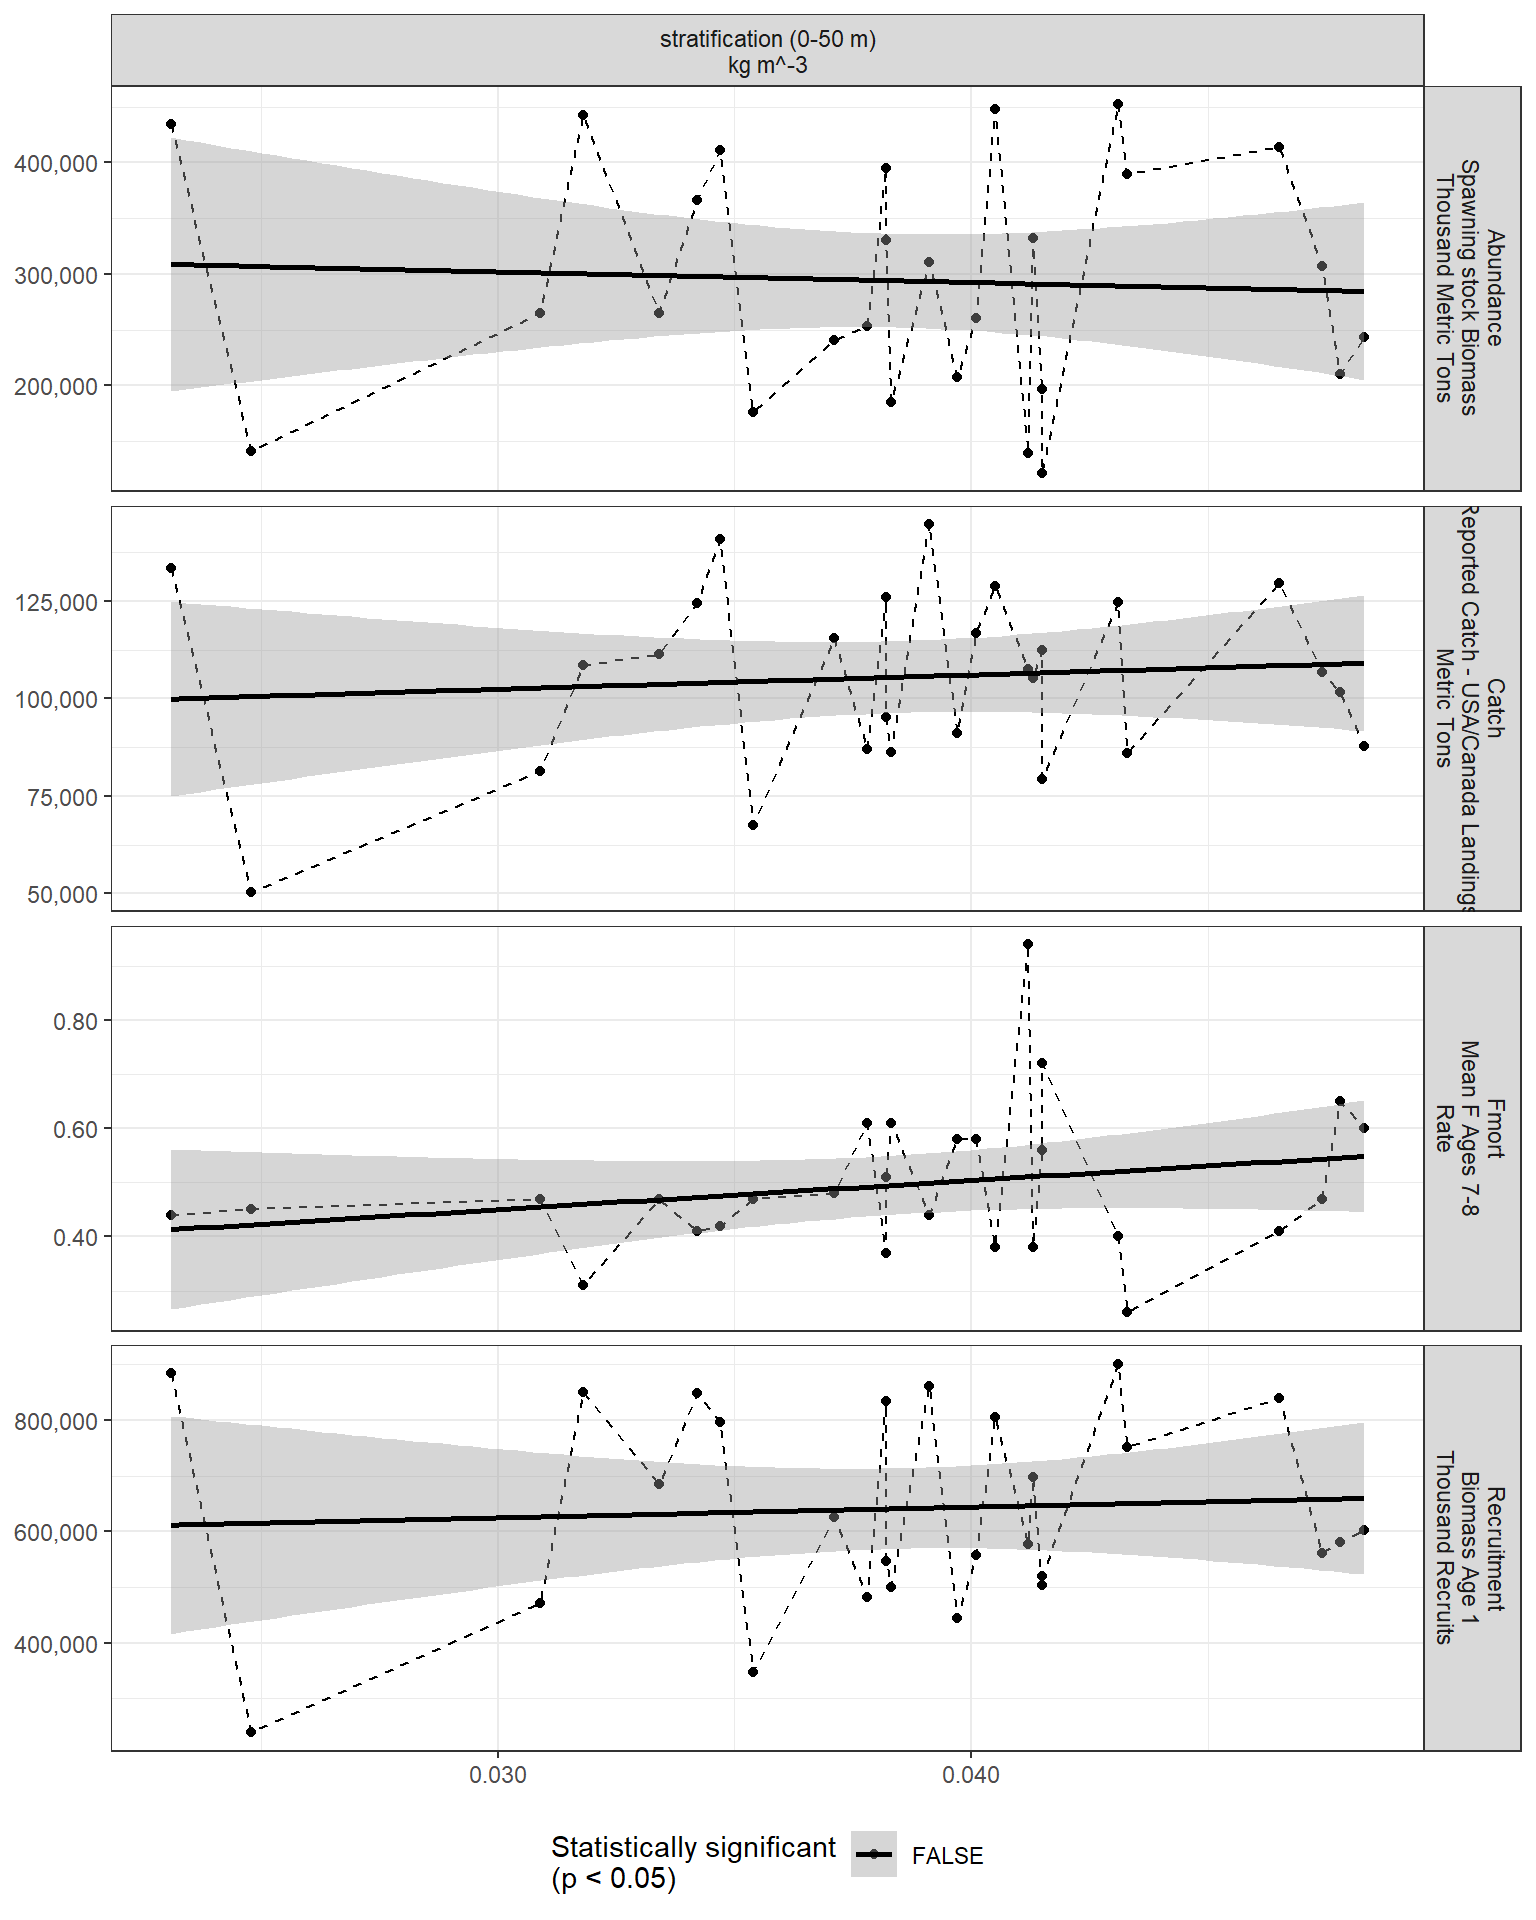 stratification (0-50 m)
kg m^-3
400,000
300,000
200,000
Abundance
Spawning stock Biomass
Thousand Metric Tons
125,000
100,000
75,000
50,000
Catch
Reported Catch - USA/Canada Landings
Metric Tons
0.80
0.60
0.40
Fmort
Mean F Ages 7-8
Rate
800,000
600,000
400,000
Recruitment
Biomass Age 1
Thousand Recruits
0.030
0.040
Statistically significant
(p < 0.05)
FALSE